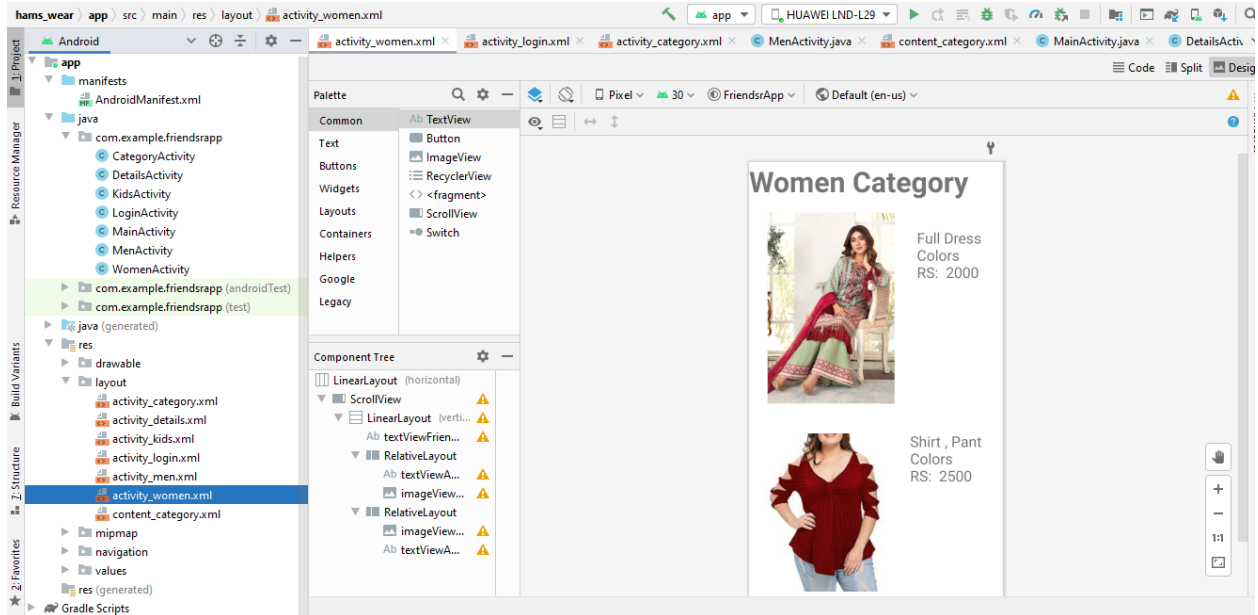 hams_wear app src main res layout activity_women.xml app HUAWEI LND-L29
1: Project
Resource Manager
Build Variants
Z: Structure
2: Favorites
Android
app
manifests
AndroidManifest.xml
java
com.example.friendsrapp
CategoryActivity
DetailsActivity
KidsActivity
LoginActivity
MainActivity
MenActivity
WomenActivity
com.example.friendsrapp (androidTest)
com.example.friendsrapp (test)
java (generated)
res
drawable
layout
activity_category.xml
activity_details.xml
activity_kids.xml
activity_login.xml
activity_men.xml
activity_women.xml
content_category.xml
mipmap
navigation
values
res (generated)
Gradle Scripts
activity_women.xml activity_login.xml activity_category.xml MenActivity.java content_category.xml MainActivity.java DetailsActiv
Code Split Desig
Palette
Common
Text
Buttons
Widgets
Layouts
Containers
Helpers
Google
Legacy
Ab TextView
Button
ImageView
RecyclerView
<> <fragment>
ScrollView
Switch
Component Tree
LinearLayout (horizontal)
ScrollView
LinearLayout (verti...
Ab textViewFrien...
RelativeLayout
Ab textViewA...
imageView...
RelativeLayout
imageView...
Ab textViewA...
Pixel 30 FriendsrApp Default (en-us)
Women Category
Full Dress
Colors
RS: 2000
Shirt , Pant
Colors
RS: 2500
1:1